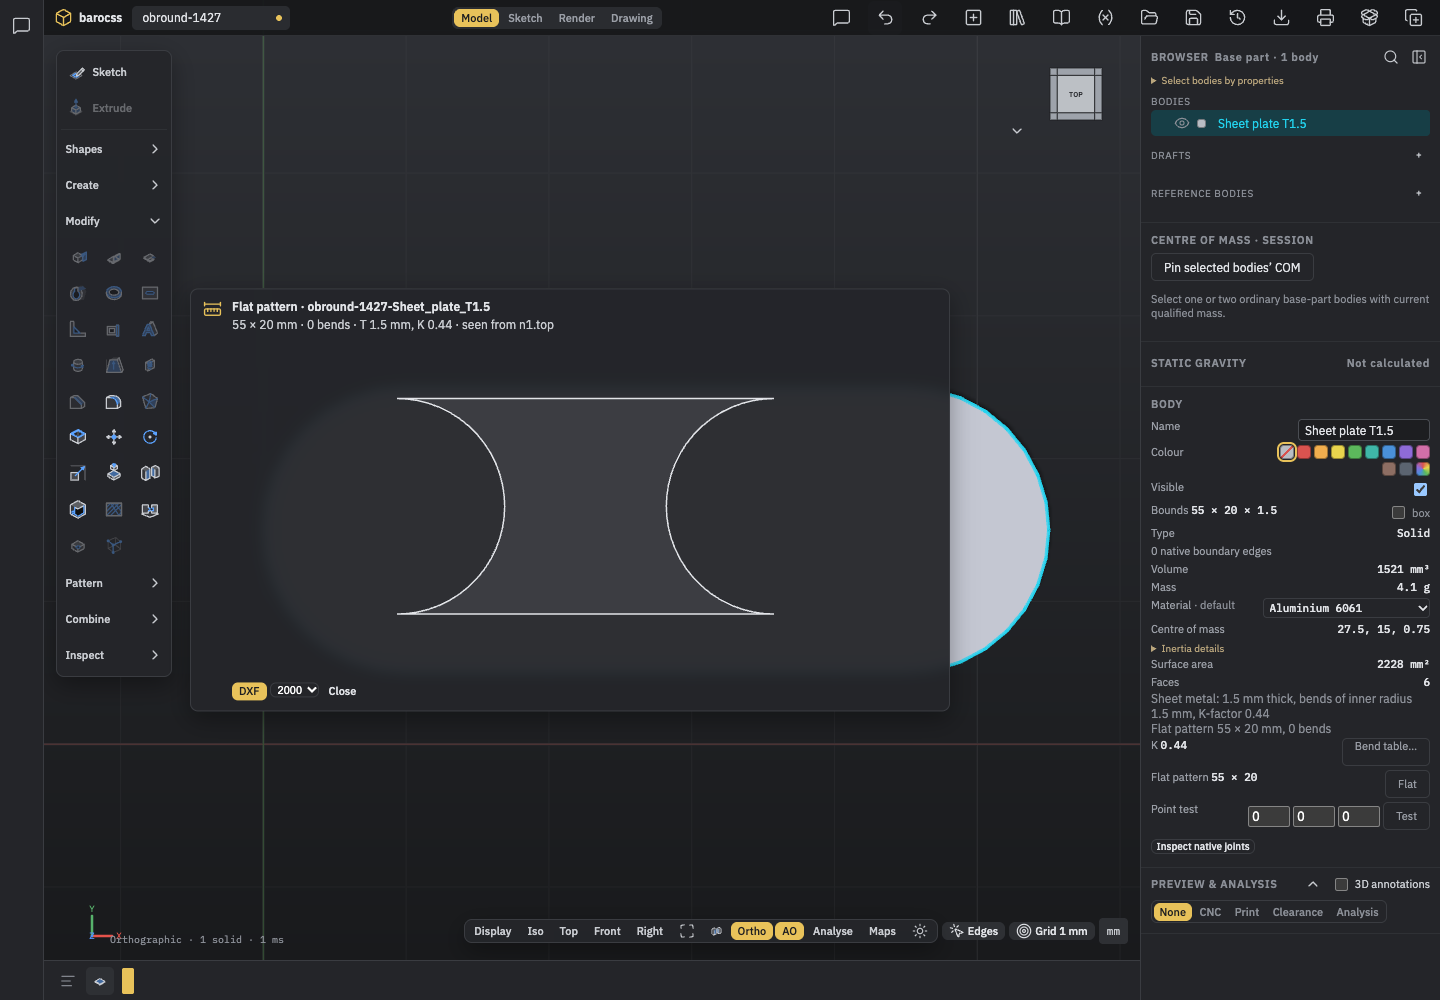 barocss
obround-1427
Model
Sketch
Render
Drawing
Sketch
Extrude
Shapes
Create
Modify
Pattern
Combine
Inspect
TOP
Flat pattern · obround-1427-Sheet_plate_T1.5
55 × 20 mm · 0 bends · T 1.5 mm, K 0.44 · seen from n1.top
DXF
2000
Close
Y
X
Z
Orthographic · 1 solid · 1 ms
Display
Iso
Top
Front
Right
Ortho
AO
Analyse
Maps
Edges
Grid 1 mm
mm
BROWSER Base part · 1 body
Select bodies by properties
BODIES
Sheet plate T1.5
DRAFTS
REFERENCE BODIES
CENTRE OF MASS · SESSION
Pin selected bodies’ COM
Select one or two ordinary base-part bodies with current
qualified mass.
STATIC GRAVITY Not calculated
BODY
Name Sheet plate T1.5
Colour
Visible
Bounds 55 × 20 × 1.5 box
Type Solid
0 native boundary edges
Volume 1521 mm³
Mass 4.1 g
Material · default Aluminium 6061
Centre of mass 27.5, 15, 0.75
Inertia details
Surface area 2228 mm²
Faces 6
Sheet metal: 1.5 mm thick, bends of inner radius
1.5 mm, K-factor 0.44
Flat pattern 55 × 20 mm, 0 bends
K 0.44 Bend table...
Flat pattern 55 × 20 Flat
Point test 0 0 0 Test
Inspect native joints
PREVIEW & ANALYSIS 3D annotations
None
CNC
Print
Clearance
Analysis